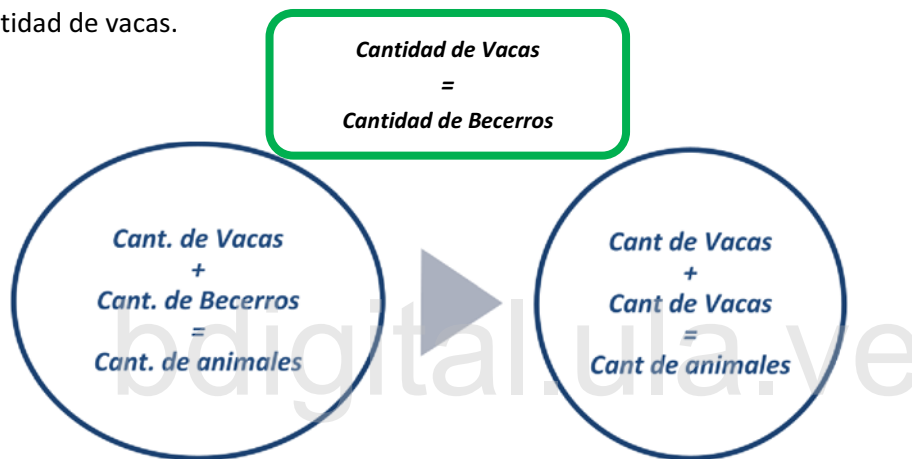 tidad de vacas.
Cantidad de Vacas
=
Cantidad de Becerros
Cant. de Vacas
+
Cant. de Becerros
=
Cant. de animales
Cant de Vacas
+
Cant de Vacas
=
Cant de animales
bdigital.ula.ve